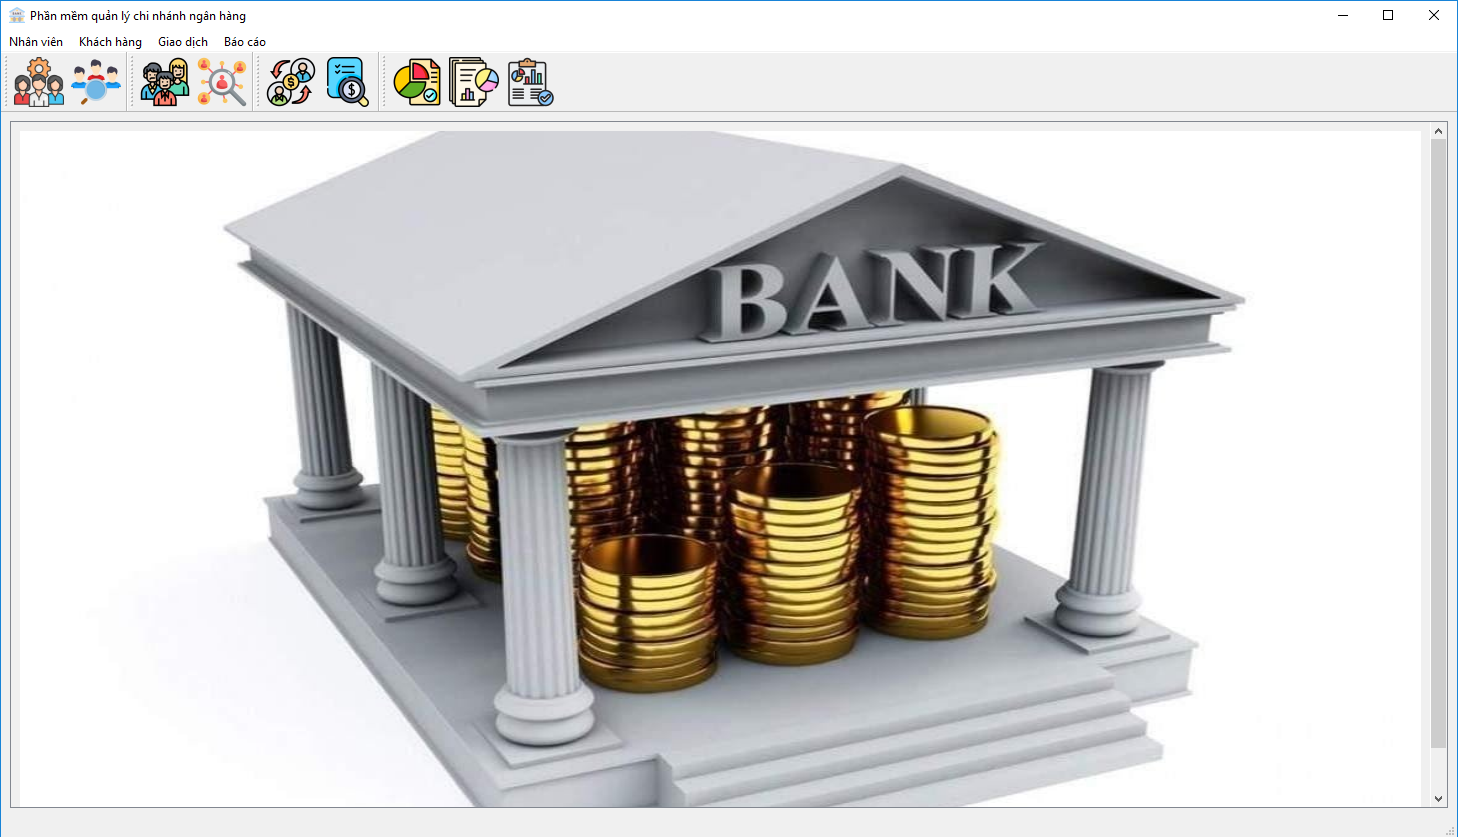 Phần mềm quản lý chi nhánh ngân hàng
Nhân viên Khách hàng Giao dịch Báo cáo
BANK